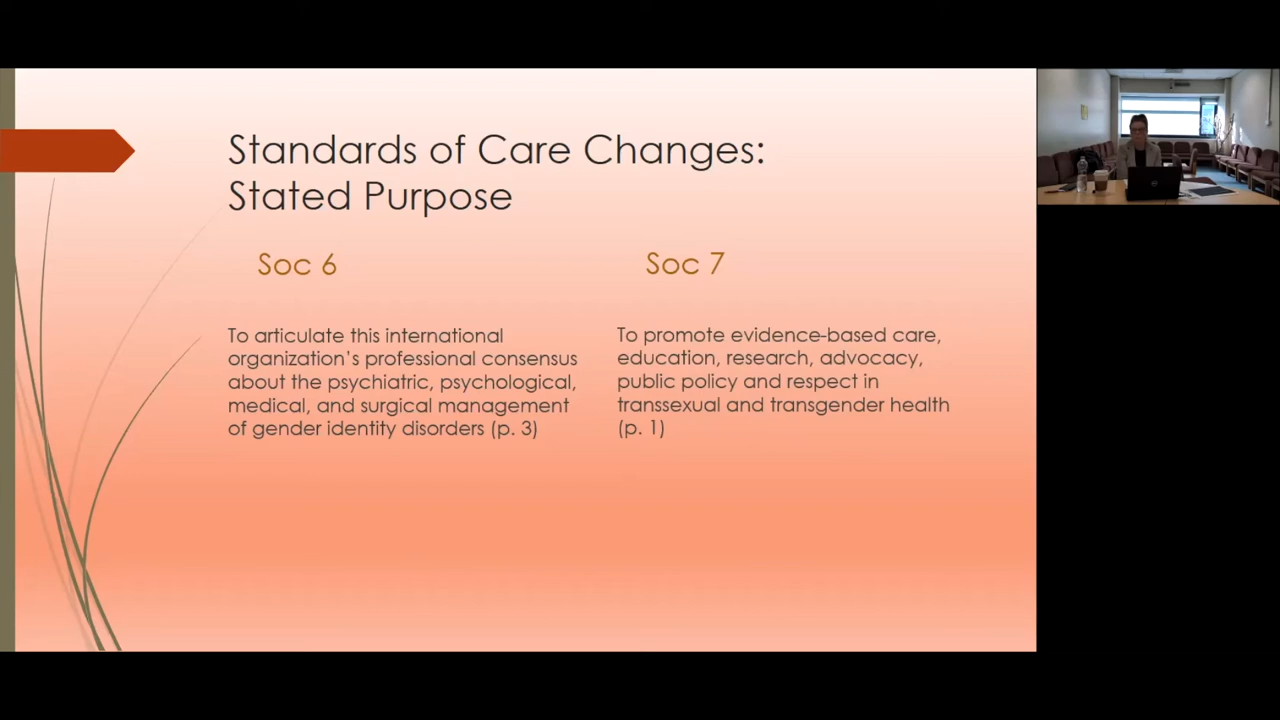 Standards of Care Changes:
Stated Purpose
Soc 6
To articulate this international
organization's professional consensus
about the psychiatric, psychological,
medical, and surgical management
of gender identity disorders (p. 3)
Soc 7
To promote evidence-based care,
education, research, advocacy,
public policy and respect in
transsexual and transgender health
(p. 1)